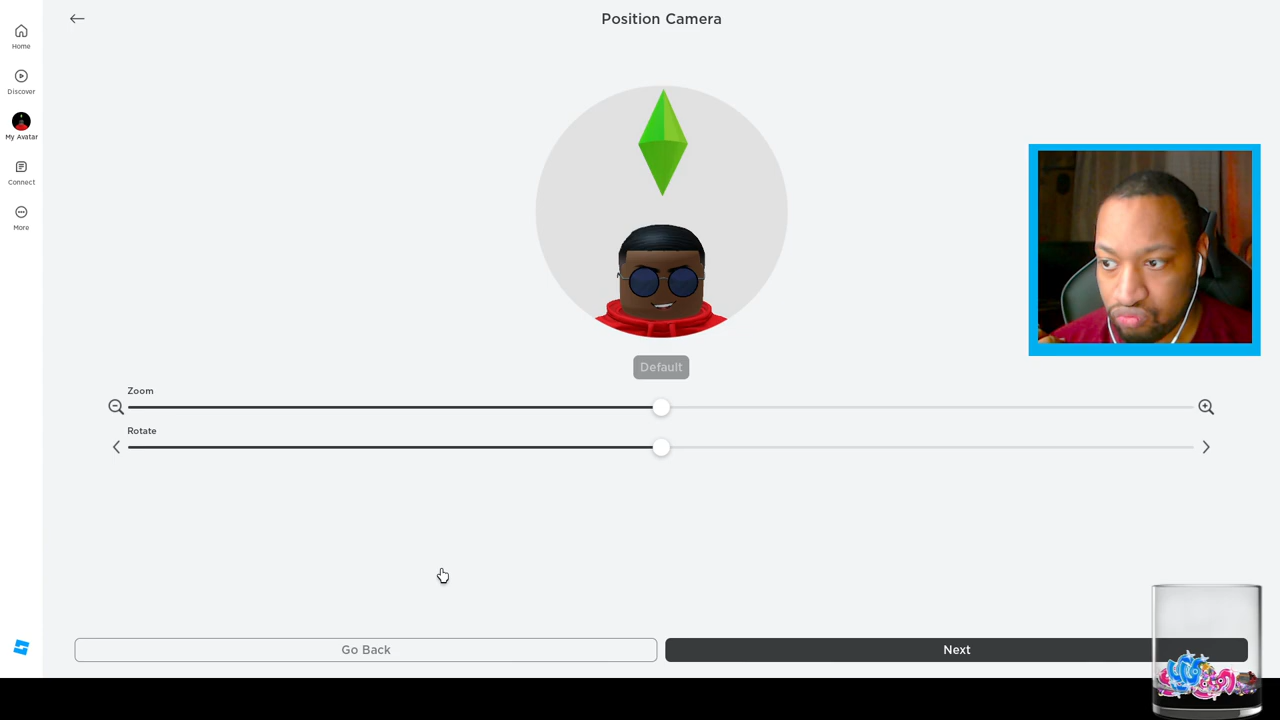 Position Camera
Home
Discover
My Avatar
Connect
More
Default
Zoom
Rotate
Go Back
Next